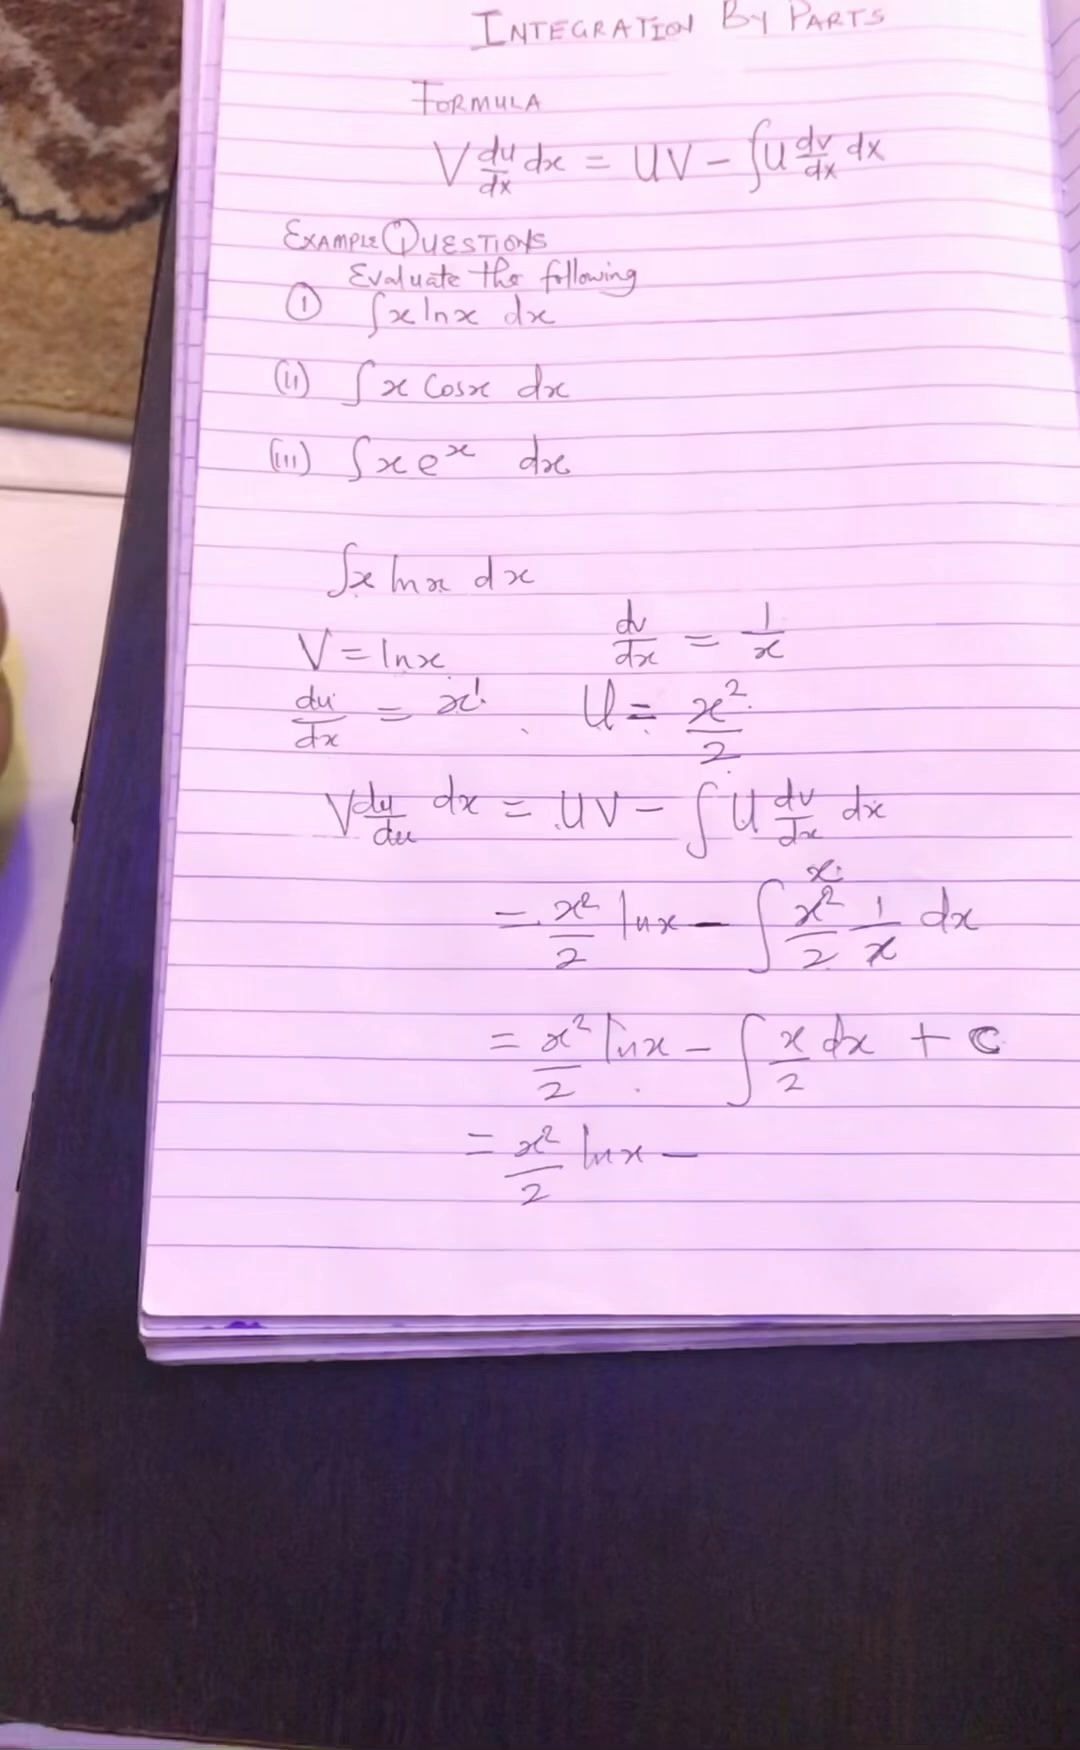 INTEGRATION BY PARTS
FORMULA
V du/dx dx = UV - ∫U dv/dx dx
EXAMPLE QUESTIONS
Evaluate the following
(i) ∫x lnx dx
(ii) ∫x Cosx dx
(iii) ∫x eˣ dx
∫x lnx dx
V = lnx dv/dx = 1/x
du/dx = x¹ U = x²/2
V du/du dx = UV - ∫U dv/dx dx
= x²/2 lnx - ∫ x x²/2 1/x dx
= x²/2 lnx - ∫x/2 dx + C
= x²/2 lnx -